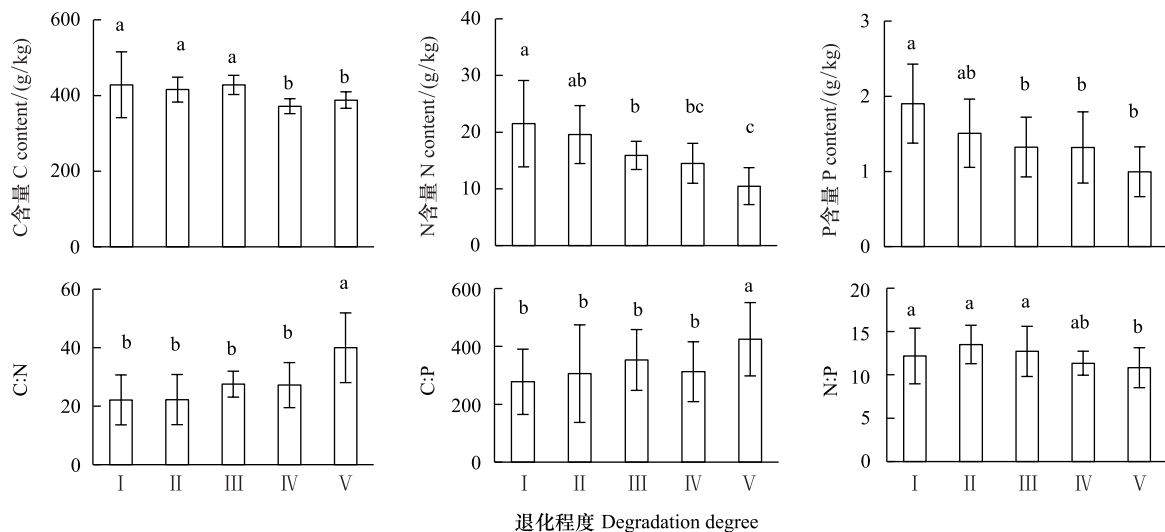 C含量 C content/(g/kg)
600
400
200
0
a
a
a
b
b
N含量 N content/(g/kg)
40
30
20
10
0
a
ab
b
bc
c
P含量 P content/(g/kg)
3
2
1
0
a
ab
b
b
b
C:N
60
40
20
0
b
b
b
b
a
I II III IV V
C:P
600
400
200
0
b
b
b
b
a
I II III IV V
N:P
20
15
10
5
0
a
a
a
ab
b
I II III IV V
退化程度 Degradation degree